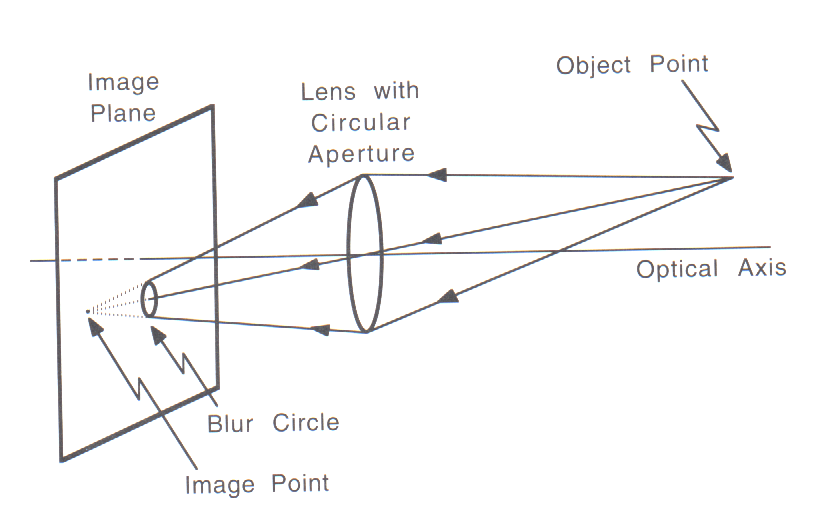 Image
Plane
Lens with
Circular
Aperture
Object Point
Optical Axis
Blur Circle
Image Point